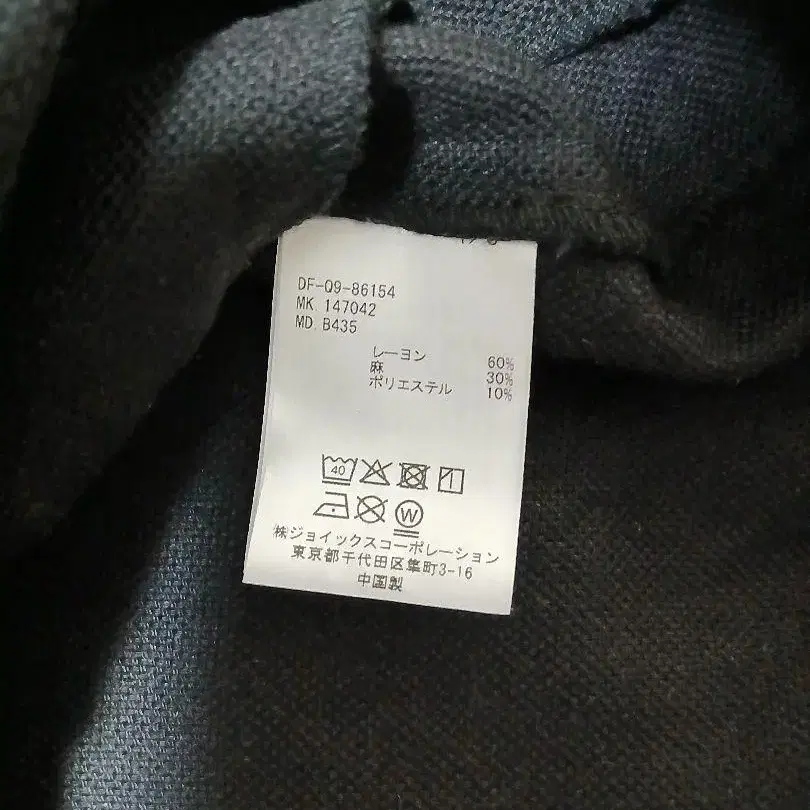 DF-Q9-86154
MK. 147042
MD. B435
レーヨン 60%
麻 30%
ポリエステル 10%
40
W
㈱ジョイックスコーポレーション
東京都千代田区隼町3-16
中国製